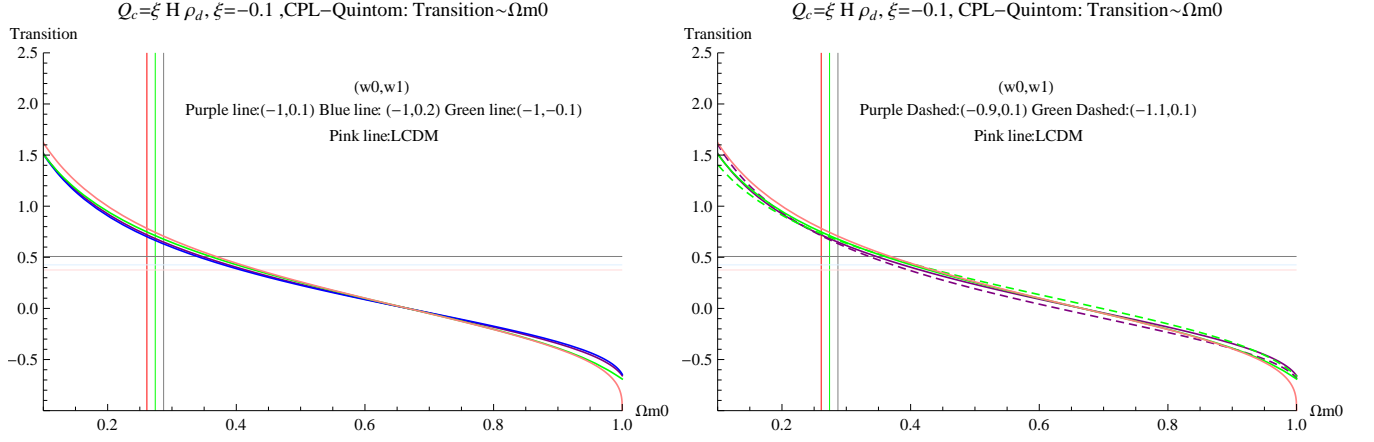 Q_c=ξ H ρ_d, ξ=−0.1 ,CPL−Quintom: Transition~Ωm0
Transition
2.5
2.0
1.5
1.0
0.5
0.0
−0.5
(w0,w1)
Purple line:(−1,0.1) Blue line: (−1,0.2) Green line:(−1,−0.1)
Pink line:LCDM
0.2 0.4 0.6 0.8 1.0 Ωm0
Q_c=ξ H ρ_d, ξ=−0.1, CPL−Quintom: Transition~Ωm0
Transition
2.5
2.0
1.5
1.0
0.5
0.0
−0.5
(w0,w1)
Purple Dashed:(−0.9,0.1) Green Dashed:(−1.1,0.1)
Pink line:LCDM
0.2 0.4 0.6 0.8 1.0 Ωm0